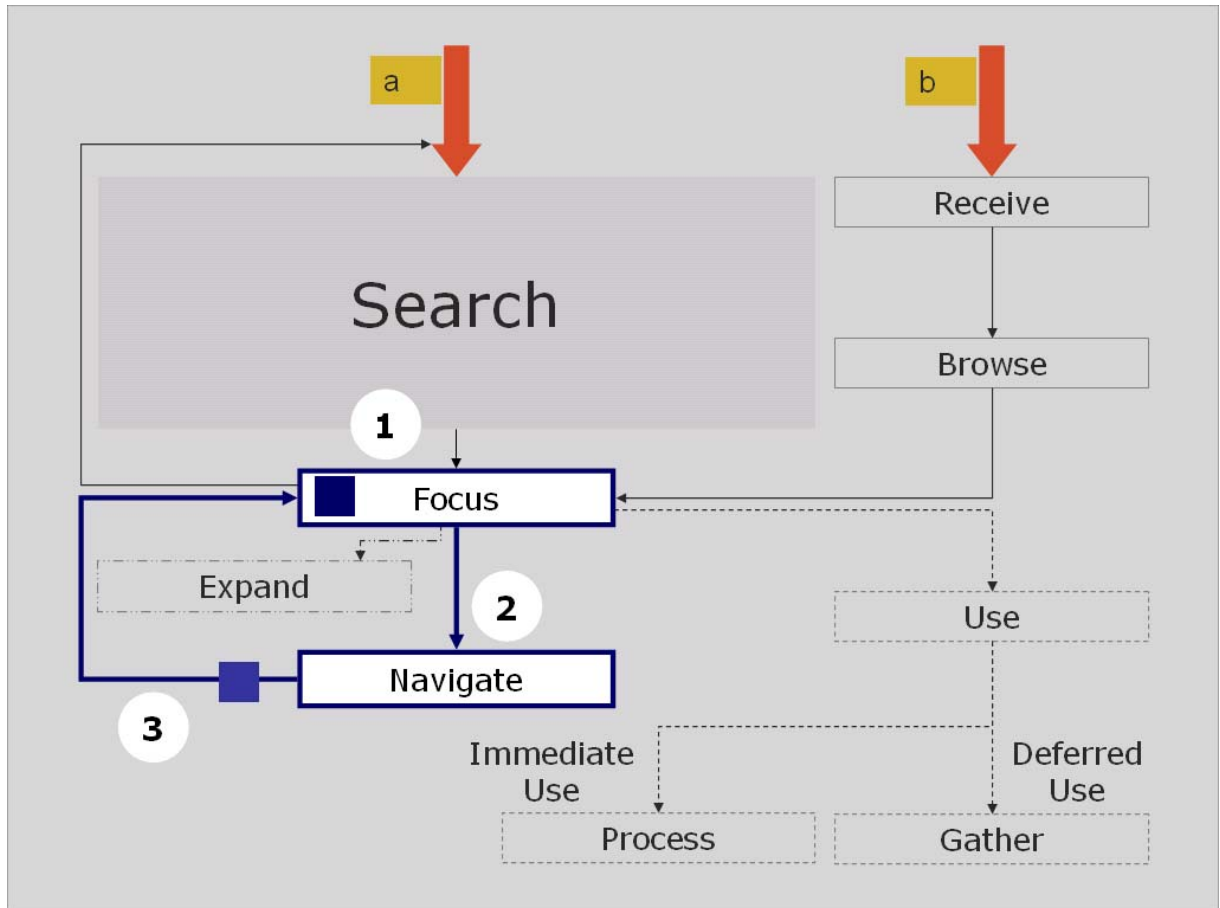 a
b
Receive
Search
Browse
1
Focus
Expand
2
Use
Navigate
3
Immediate
Use
Deferred
Use
Process
Gather